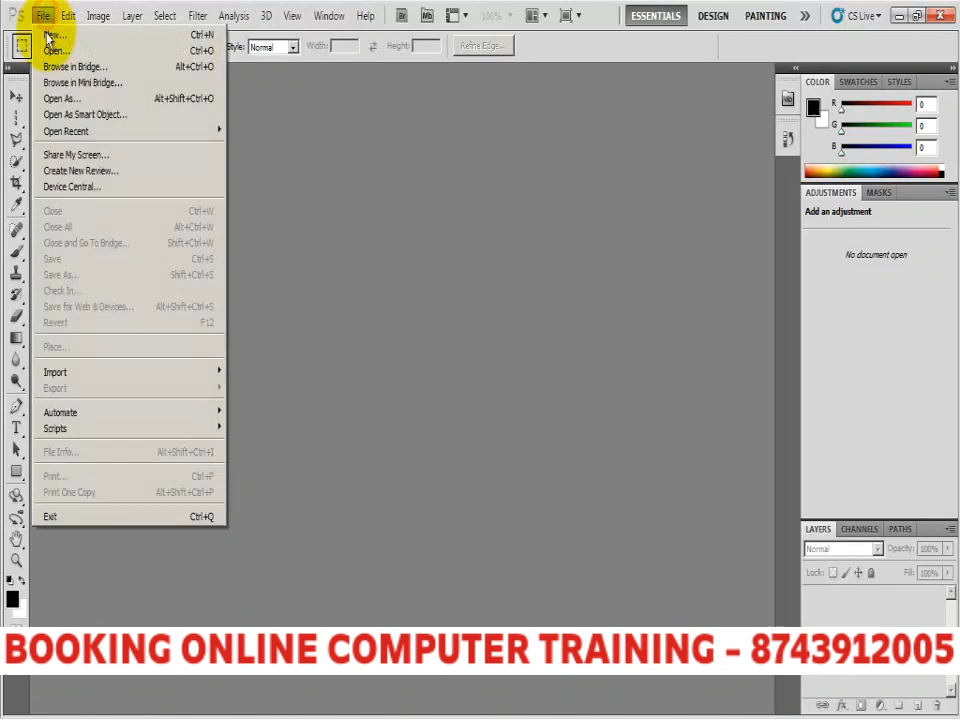 Ps File Edit Image Layer Select Filter Analysis 3D View Window Help Br Mb 100% ESSENTIALS DESIGN PAINTING CS Live
Style: Normal Width: Height: Refine Edge...
New... Ctrl+N
Open... Ctrl+O
Browse in Bridge... Alt+Ctrl+O
Browse in Mini Bridge...
Open As... Alt+Shift+Ctrl+O
Open As Smart Object...
Open Recent
Share My Screen...
Create New Review...
Device Central...
Close Ctrl+W
Close All Alt+Ctrl+W
Close and Go To Bridge... Shift+Ctrl+W
Save Ctrl+S
Save As... Shift+Ctrl+S
Check In...
Save for Web & Devices... Alt+Shift+Ctrl+S
Revert F12
Place...
Import
Export
Automate
Scripts
File Info... Alt+Shift+Ctrl+I
Print... Ctrl+P
Print One Copy Alt+Shift+Ctrl+P
Exit Ctrl+Q
COLOR SWATCHES STYLES
R 0
G 0
B 0
ADJUSTMENTS MASKS
Add an adjustment
No document open
LAYERS CHANNELS PATHS
Normal Opacity: 100%
Lock: Fill: 100%
BOOKING ONLINE COMPUTER TRAINING - 8743912005